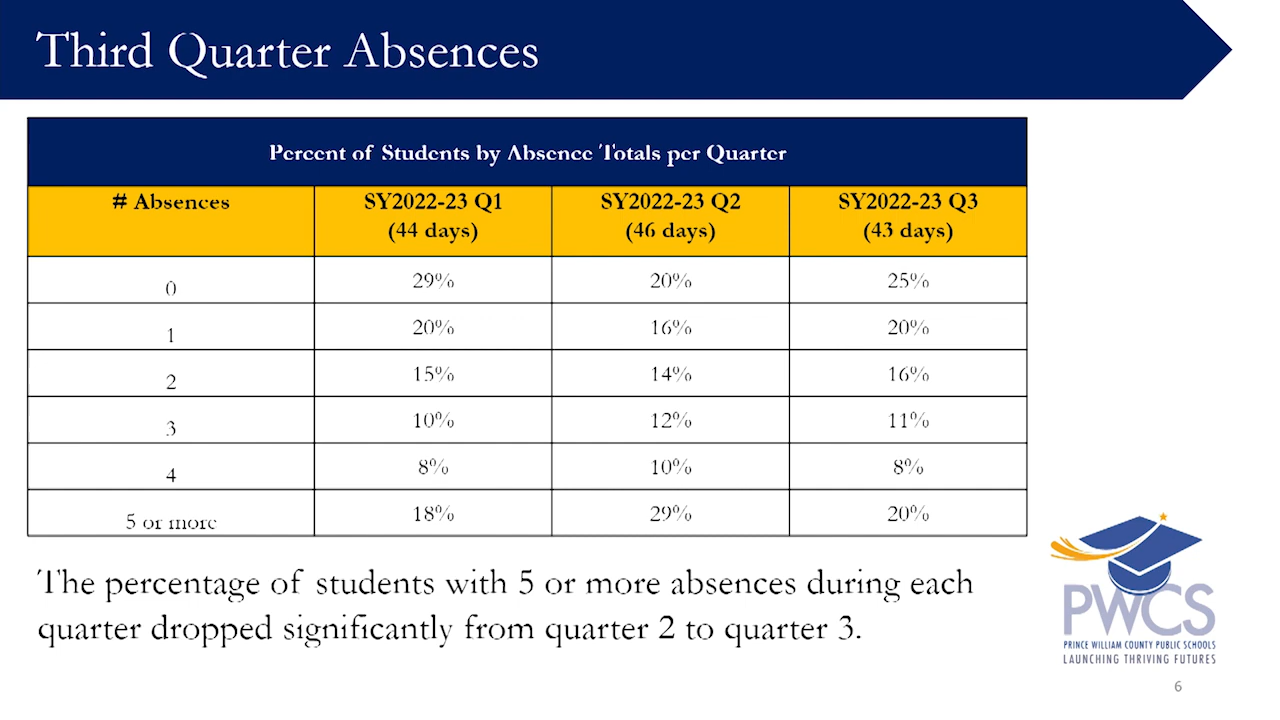 Third Quarter Absences
Percent of Students by Absence Totals per Quarter
# Absences SY2022-23 Q1 (44 days) SY2022-23 Q2 (46 days) SY2022-23 Q3 (43 days)
0 29% 20% 25%
1 20% 16% 20%
2 15% 14% 16%
3 10% 12% 11%
4 8% 10% 8%
5 or more 18% 29% 20%
The percentage of students with 5 or more absences during each
quarter dropped significantly from quarter 2 to quarter 3.
PWCS
PRINCE WILLIAM COUNTY PUBLIC SCHOOLS
LAUNCHING THRIVING FUTURES
6